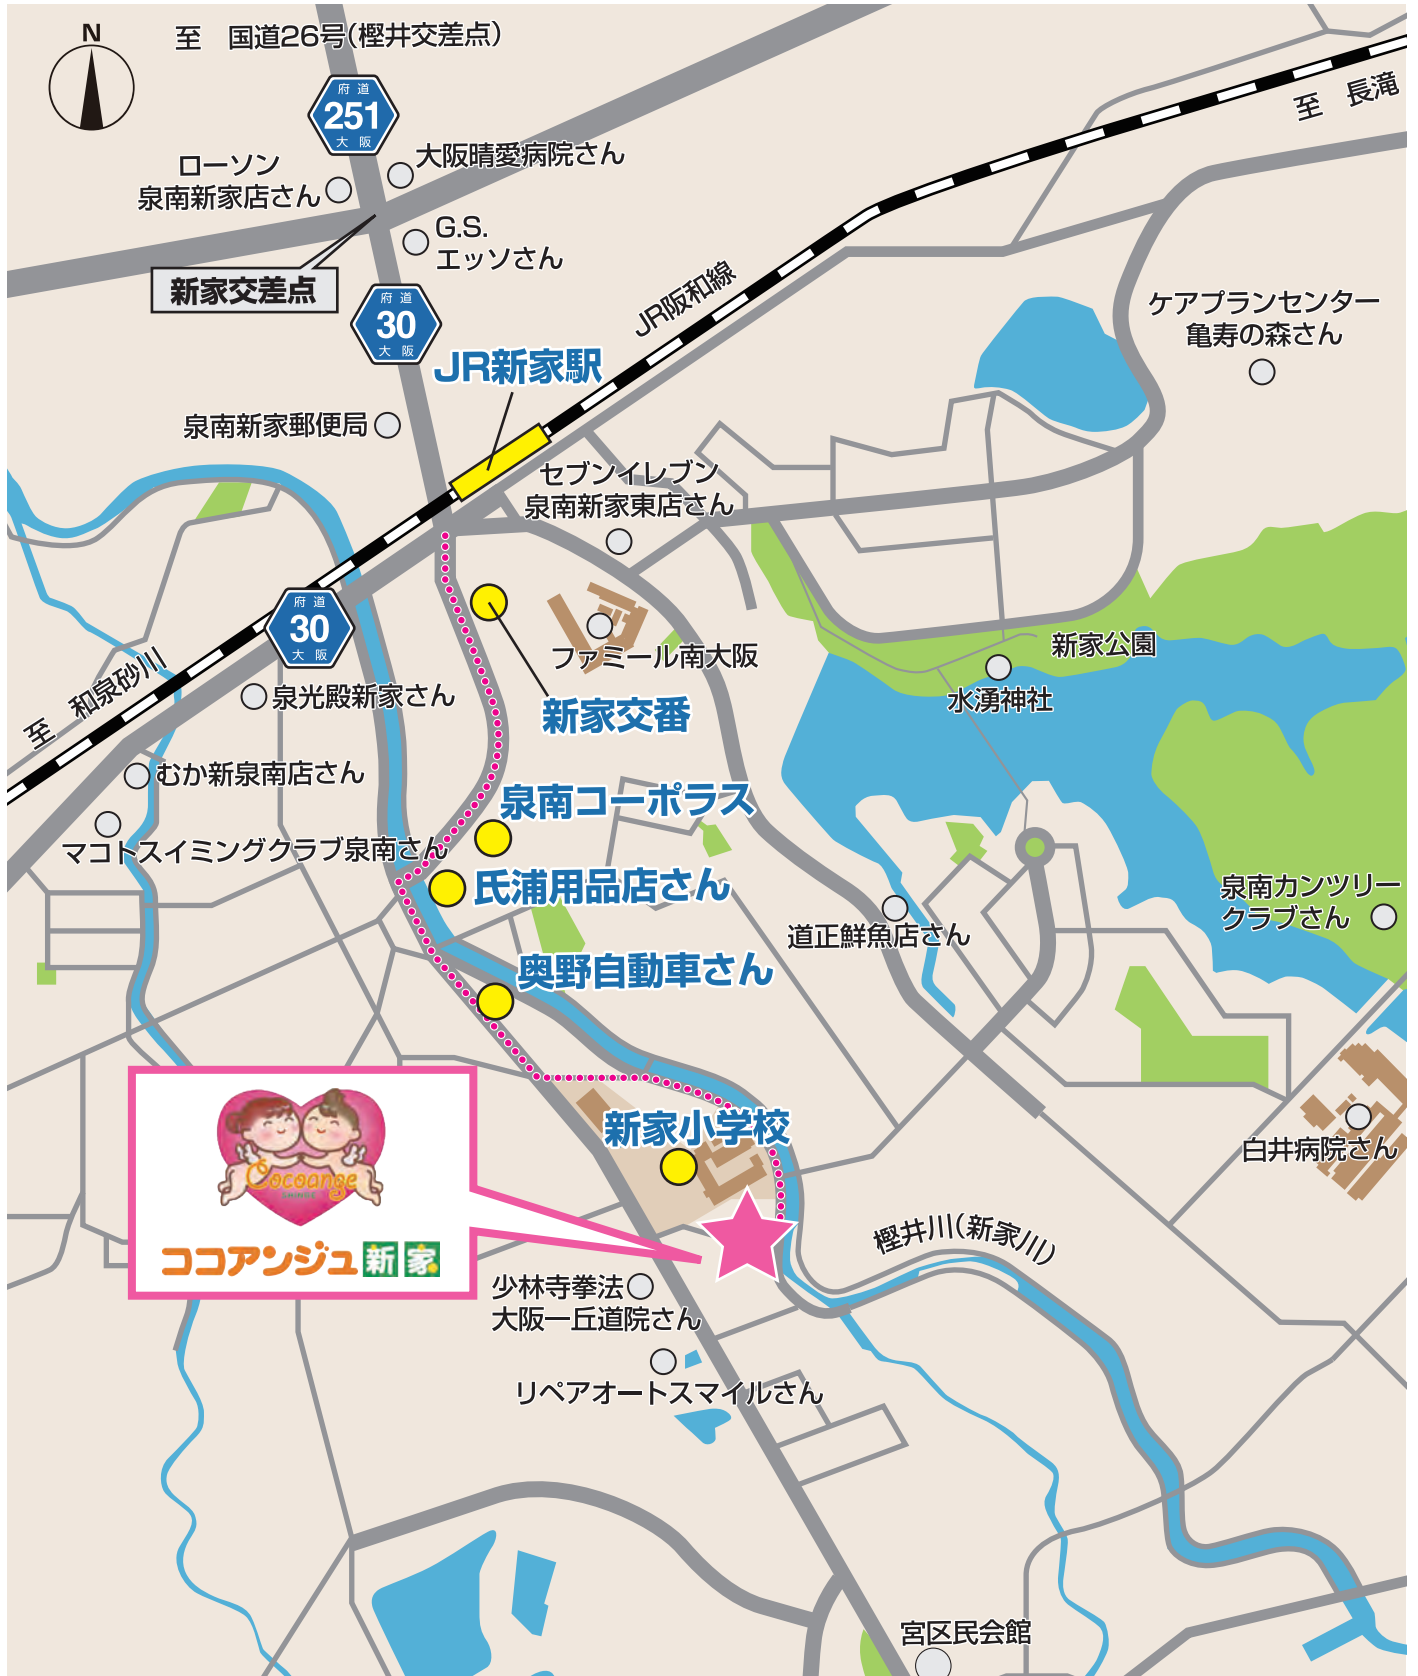 N
至 国道26号(樫井交差点)
府道
251
大阪
大阪晴愛病院さん
ローソン
泉南新家店さん
G.S.
エッソさん
新家交差点
府道
30
大阪
至 長滝
JR阪和線
JR新家駅
ケアプランセンター
亀寿の森さん
泉南新家郵便局
セブンイレブン
泉南新家東店さん
府道
30
大阪
ファミール南大阪
新家公園
水湧神社
至 和泉砂川
泉光殿新家さん
新家交番
むか新泉南店さん
泉南コーポラス
マコトスイミングクラブ泉南さん
氏浦用品店さん
泉南カンツリー
クラブさん
道正鮮魚店さん
奥野自動車さん
新家小学校
白井病院さん
Cocoange
SHINGE
ココアンジュ新家
樫井川(新家川)
少林寺拳法
大阪一丘道院さん
リペアオートスマイルさん
宮区民会館